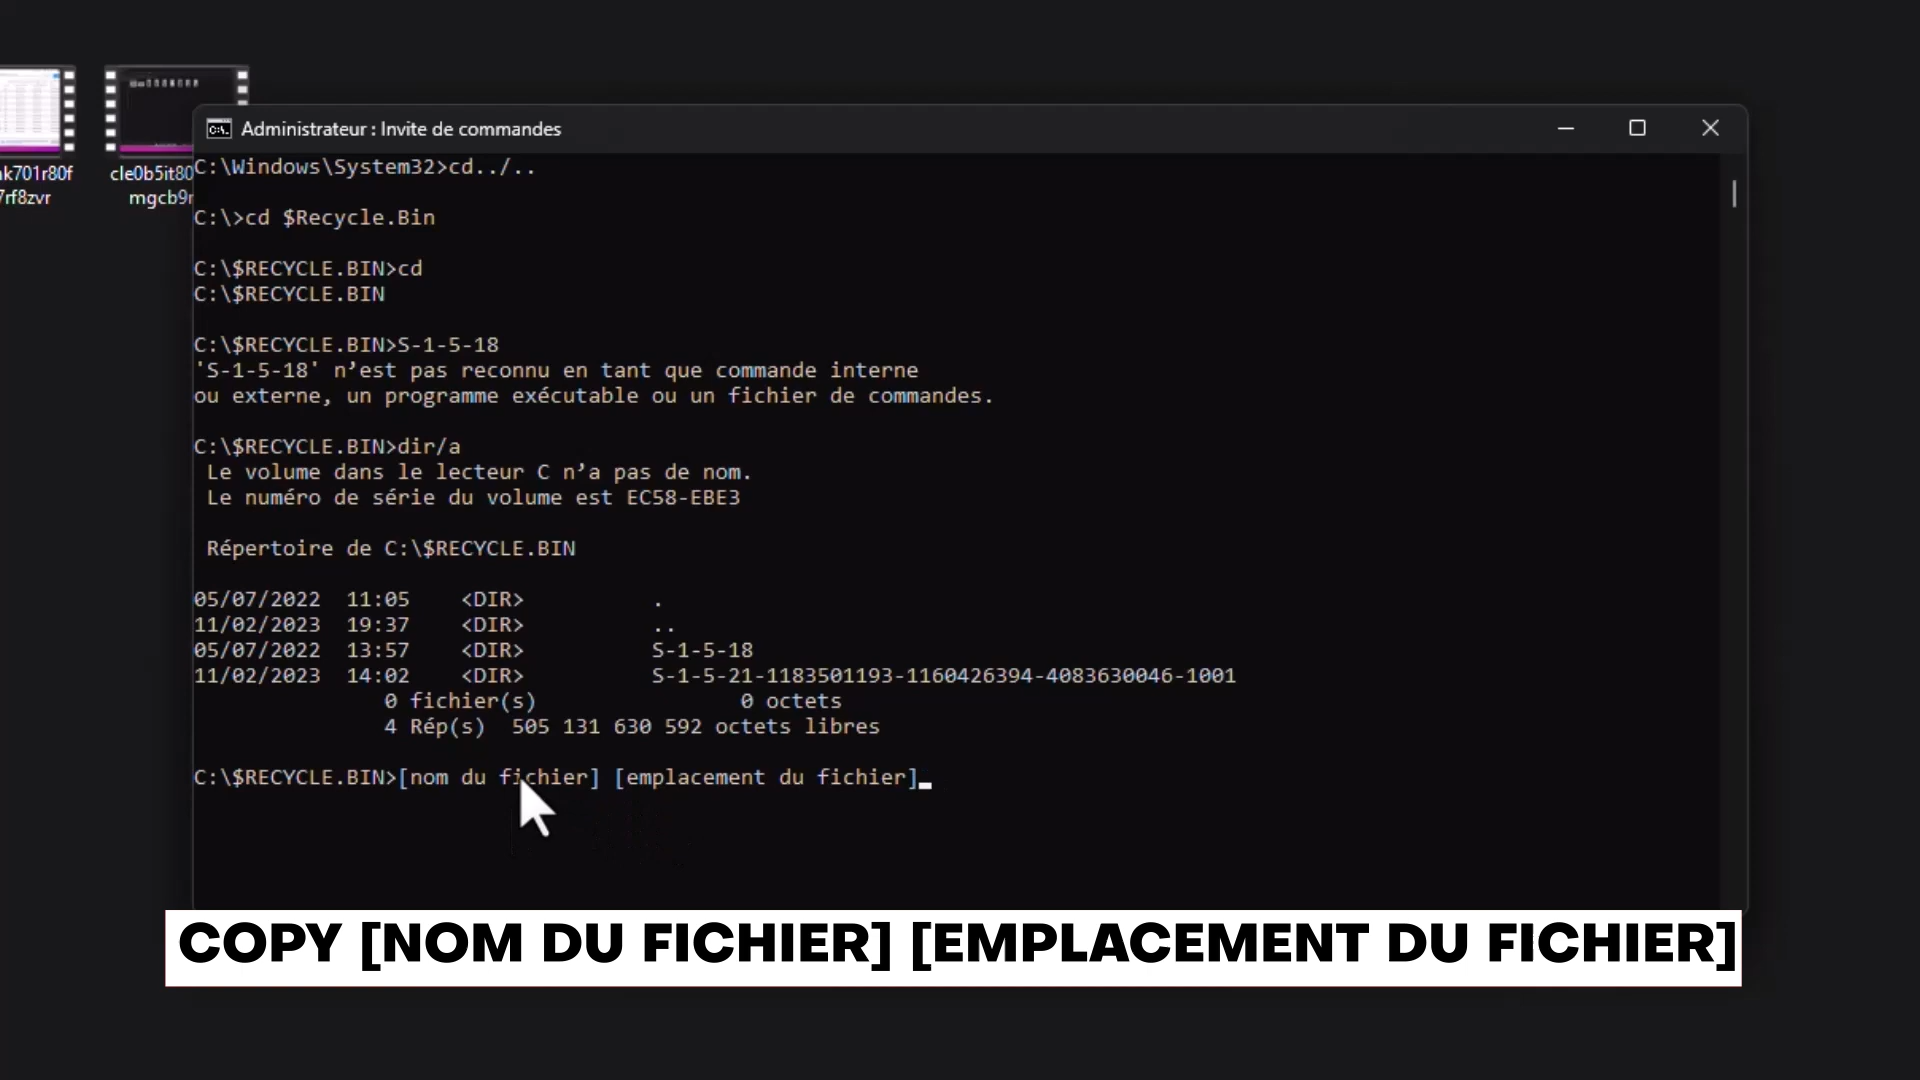 k701r80f
7rf8zvr
cle0b5it80
mgcb9r
Administrateur : Invite de commandes
C:\Windows\System32>cd../..
C:\>cd $Recycle.Bin
C:\$RECYCLE.BIN>cd
C:\$RECYCLE.BIN
C:\$RECYCLE.BIN>S-1-5-18
'S-1-5-18' n’est pas reconnu en tant que commande interne
ou externe, un programme exécutable ou un fichier de commandes.
C:\$RECYCLE.BIN>dir/a
Le volume dans le lecteur C n’a pas de nom.
Le numéro de série du volume est EC58-EBE3
Répertoire de C:\$RECYCLE.BIN
05/07/2022 11:05 <DIR> .
11/02/2023 19:37 <DIR> ..
05/07/2022 13:57 <DIR> S-1-5-18
11/02/2023 14:02 <DIR> S-1-5-21-1183501193-1160426394-4083630046-1001
0 fichier(s) 0 octets
4 Rép(s) 505 131 630 592 octets libres
C:\$RECYCLE.BIN>[nom du fichier] [emplacement du fichier]
COPY [NOM DU FICHIER] [EMPLACEMENT DU FICHIER]